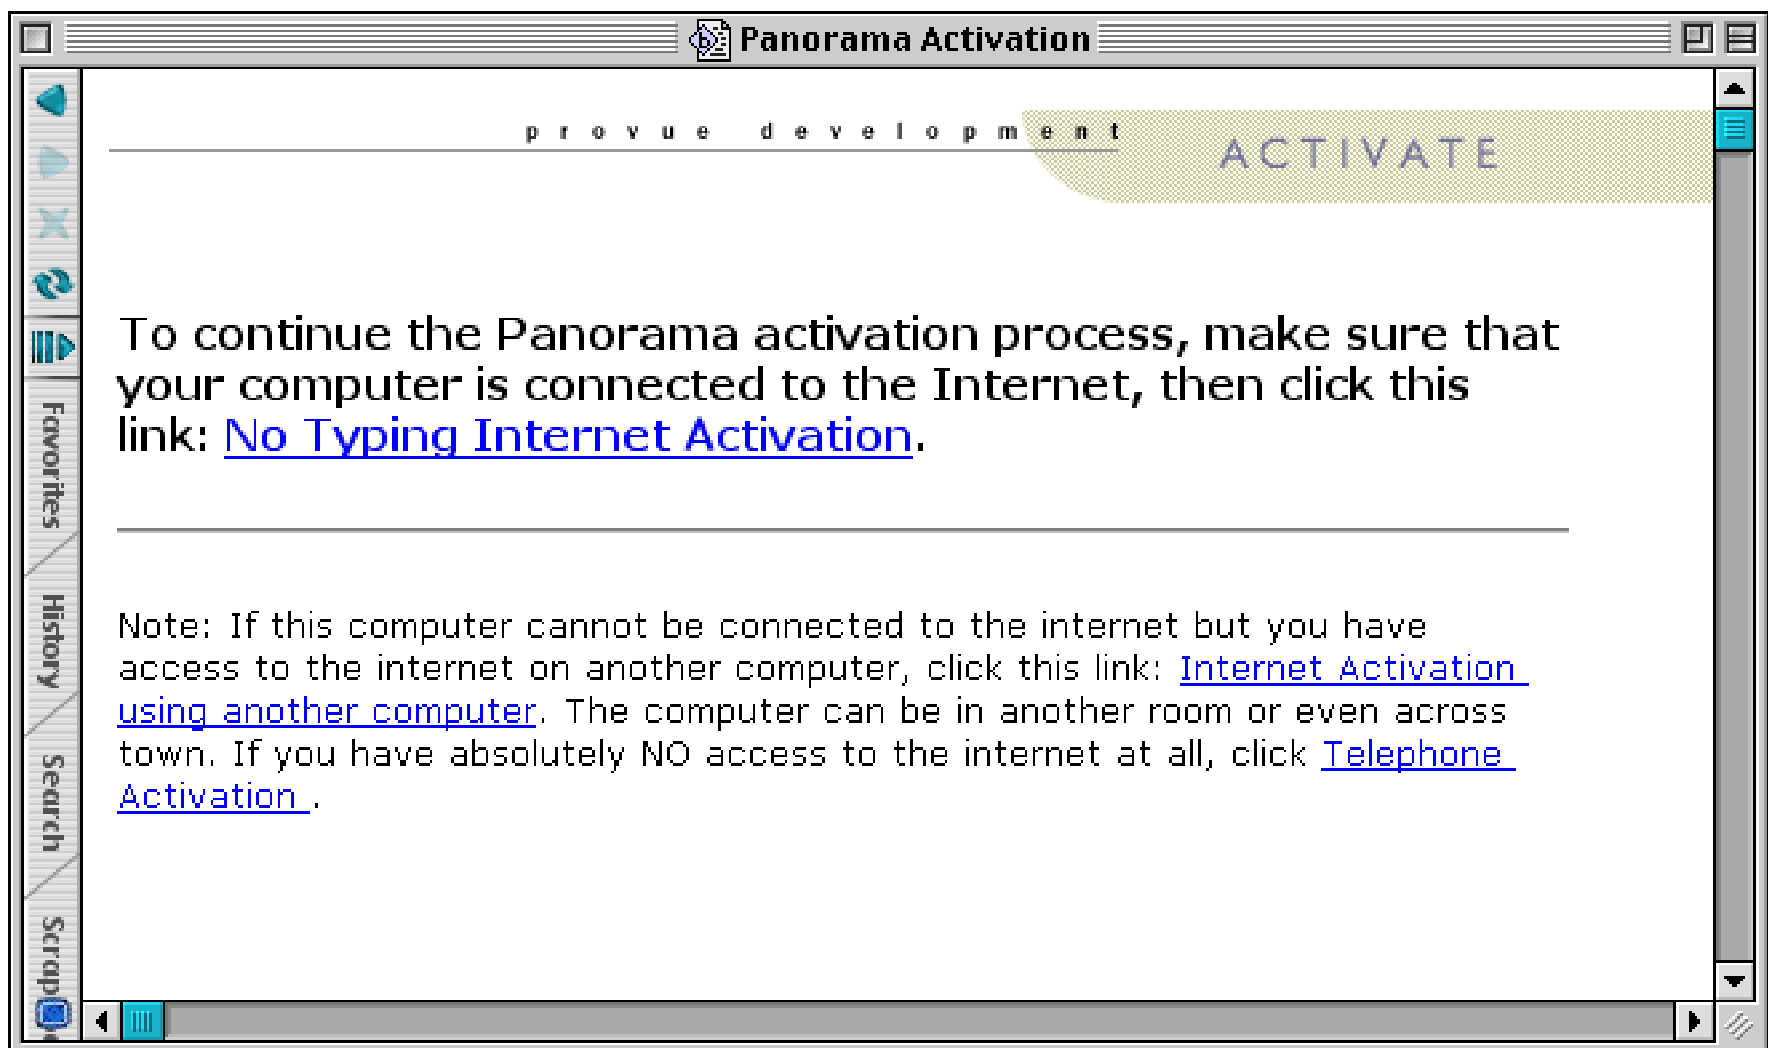 Panorama Activation
provue development
ACTIVATE
To continue the Panorama activation process, make sure that
your computer is connected to the Internet, then click this
link: No Typing Internet Activation.
Note: If this computer cannot be connected to the internet but you have
access to the internet on another computer, click this link: Internet Activation
using another computer. The computer can be in another room or even across
town. If you have absolutely NO access to the internet at all, click Telephone
Activation .
Favorites
History
Search
Scrap